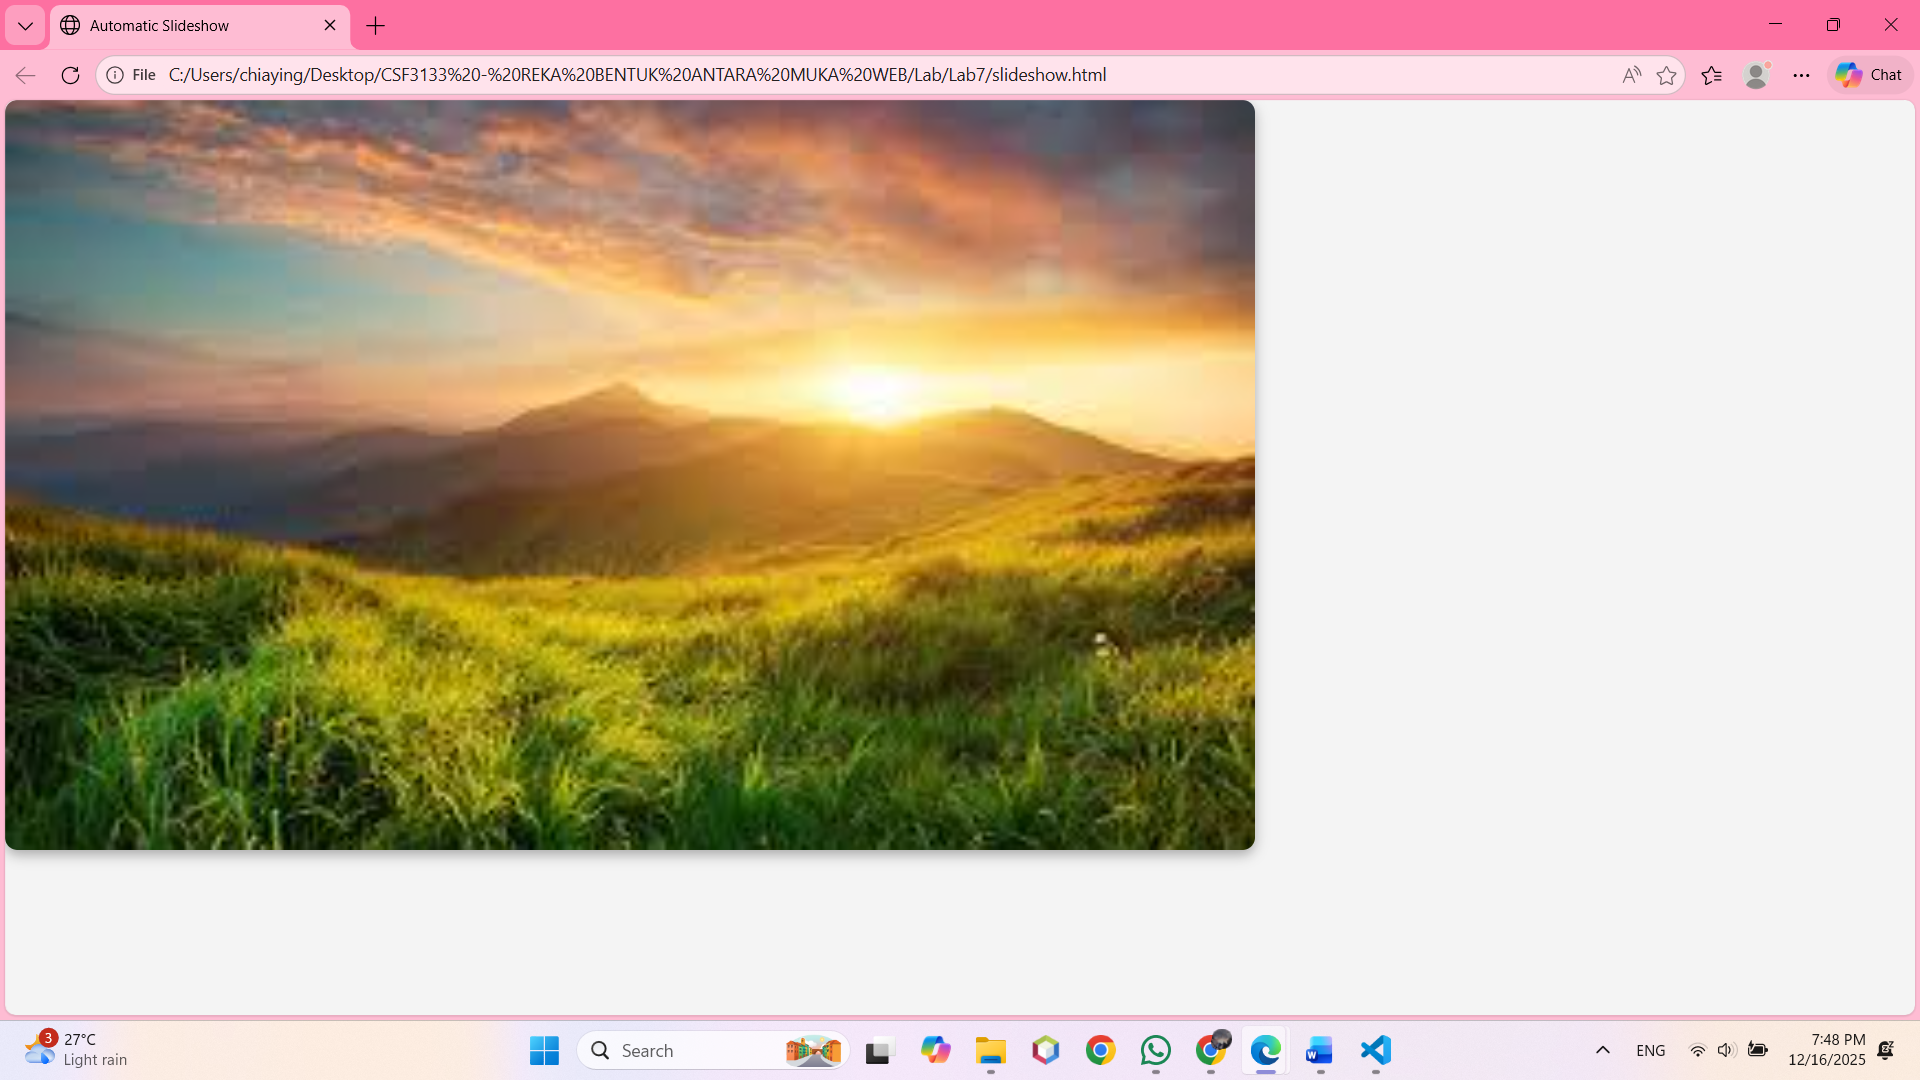 Automatic Slideshow
File C:/Users/chiaying/Desktop/CSF3133%20-%20REKA%20BENTUK%20ANTARA%20MUKA%20WEB/Lab/Lab7/slideshow.html
Chat
3
27°C
Light rain
Search
ENG
7:48 PM
12/16/2025